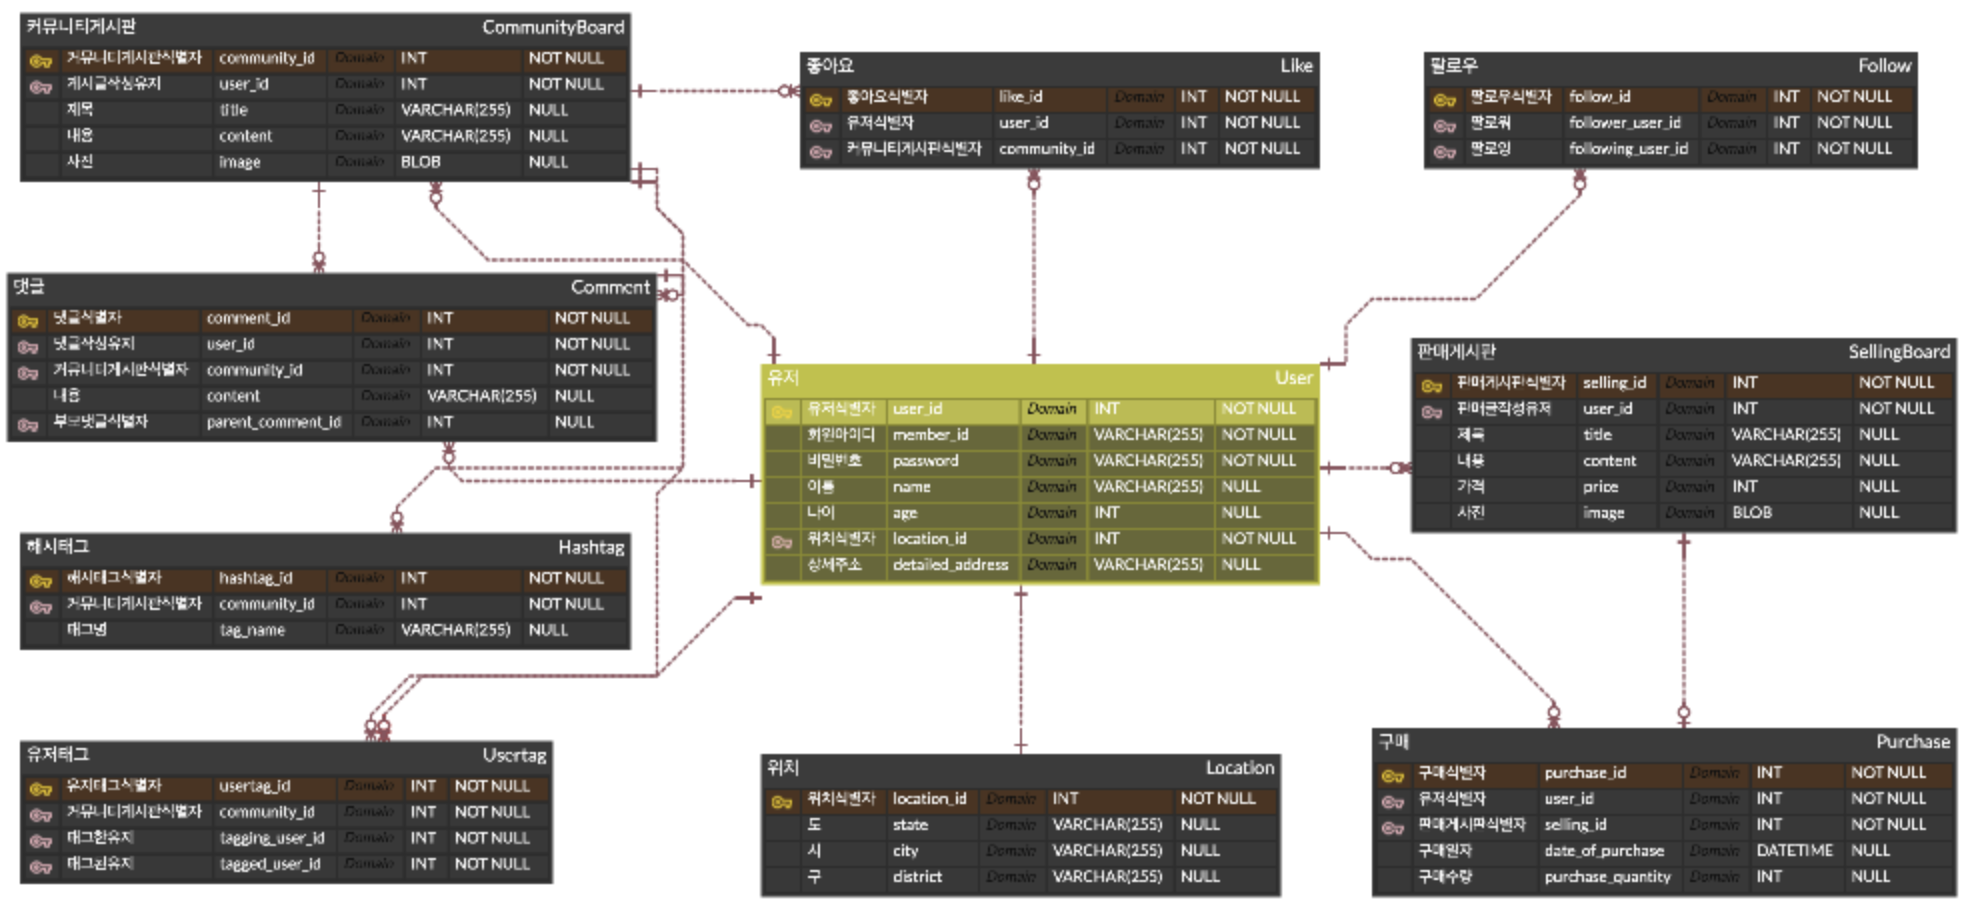 커뮤니티게시판 CommunityBoard
커뮤니티게시판식별자 community_id Domain INT NOT NULL
게시글작성유저 user_id Domain INT NOT NULL
제목 title Domain VARCHAR(255) NULL
내용 content Domain VARCHAR(255) NULL
사진 image Domain BLOB NULL
좋아요 Like
좋아요식별자 like_id Domain INT NOT NULL
유저식별자 user_id Domain INT NOT NULL
커뮤니티게시판식별자 community_id Domain INT NOT NULL
팔로우 Follow
팔로우식별자 follow_id Domain INT NOT NULL
팔로워 follower_user_id Domain INT NOT NULL
팔로잉 following_user_id Domain INT NOT NULL
댓글 Comment
댓글식별자 comment_id Domain INT NOT NULL
댓글작성유저 user_id Domain INT NOT NULL
커뮤니티게시판식별자 community_id Domain INT NOT NULL
내용 content Domain VARCHAR(255) NULL
부모댓글식별자 parent_comment_id Domain INT NULL
유저 User
유저식별자 user_id Domain INT NOT NULL
회원아이디 member_id Domain VARCHAR(255) NOT NULL
비밀번호 password Domain VARCHAR(255) NOT NULL
이름 name Domain VARCHAR(255) NULL
나이 age Domain INT NULL
위치식별자 location_id Domain INT NOT NULL
상세주소 detailed_address Domain VARCHAR(255) NULL
판매게시판 SellingBoard
판매게시판식별자 selling_id Domain INT NOT NULL
판매글작성유저 user_id Domain INT NOT NULL
제목 title Domain VARCHAR(255) NULL
내용 content Domain VARCHAR(255) NULL
가격 price Domain INT NULL
사진 image Domain BLOB NULL
해시태그 Hashtag
해시태그식별자 hashtag_id Domain INT NOT NULL
커뮤니티게시판식별자 community_id Domain INT NOT NULL
태그명 tag_name Domain VARCHAR(255) NULL
유저태그 Usertag
유저태그식별자 usertag_id Domain INT NOT NULL
커뮤니티게시판식별자 community_id Domain INT NOT NULL
태그한유저 tagging_user_id Domain INT NOT NULL
태그된유저 tagged_user_id Domain INT NOT NULL
위치 Location
위치식별자 location_id Domain INT NOT NULL
도 state Domain VARCHAR(255) NULL
시 city Domain VARCHAR(255) NULL
구 district Domain VARCHAR(255) NULL
구매 Purchase
구매식별자 purchase_id Domain INT NOT NULL
유저식별자 user_id Domain INT NOT NULL
판매게시판식별자 selling_id Domain INT NOT NULL
구매일자 date_of_purchase Domain DATETIME NULL
구매수량 purchase_quantity Domain INT NULL